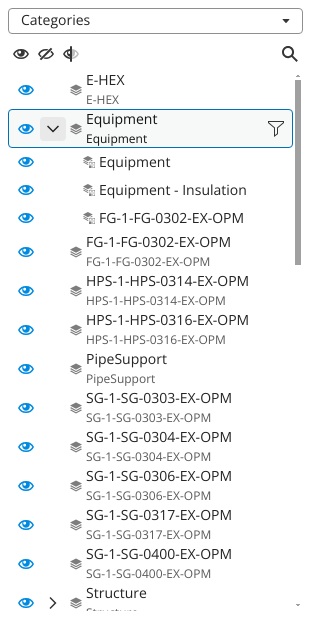 Categories
E-HEX
E-HEX
Equipment
Equipment
Equipment
Equipment - Insulation
FG-1-FG-0302-EX-OPM
FG-1-FG-0302-EX-OPM
FG-1-FG-0302-EX-OPM
HPS-1-HPS-0314-EX-OPM
HPS-1-HPS-0314-EX-OPM
HPS-1-HPS-0316-EX-OPM
HPS-1-HPS-0316-EX-OPM
PipeSupport
PipeSupport
SG-1-SG-0303-EX-OPM
SG-1-SG-0303-EX-OPM
SG-1-SG-0304-EX-OPM
SG-1-SG-0304-EX-OPM
SG-1-SG-0306-EX-OPM
SG-1-SG-0306-EX-OPM
SG-1-SG-0317-EX-OPM
SG-1-SG-0317-EX-OPM
SG-1-SG-0400-EX-OPM
SG-1-SG-0400-EX-OPM
Structure
Structure